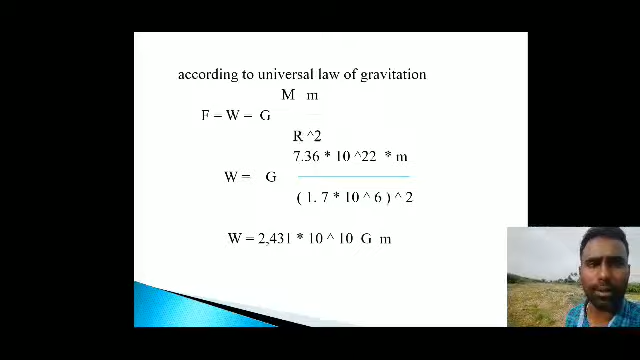 according to universal law of gravitation
M m
F = W = G
R ^2
7.36 * 10 ^22 * m
W = G
( 1. 7 * 10 ^ 6 ) ^ 2
W = 2,431 * 10 ^ 10 G m